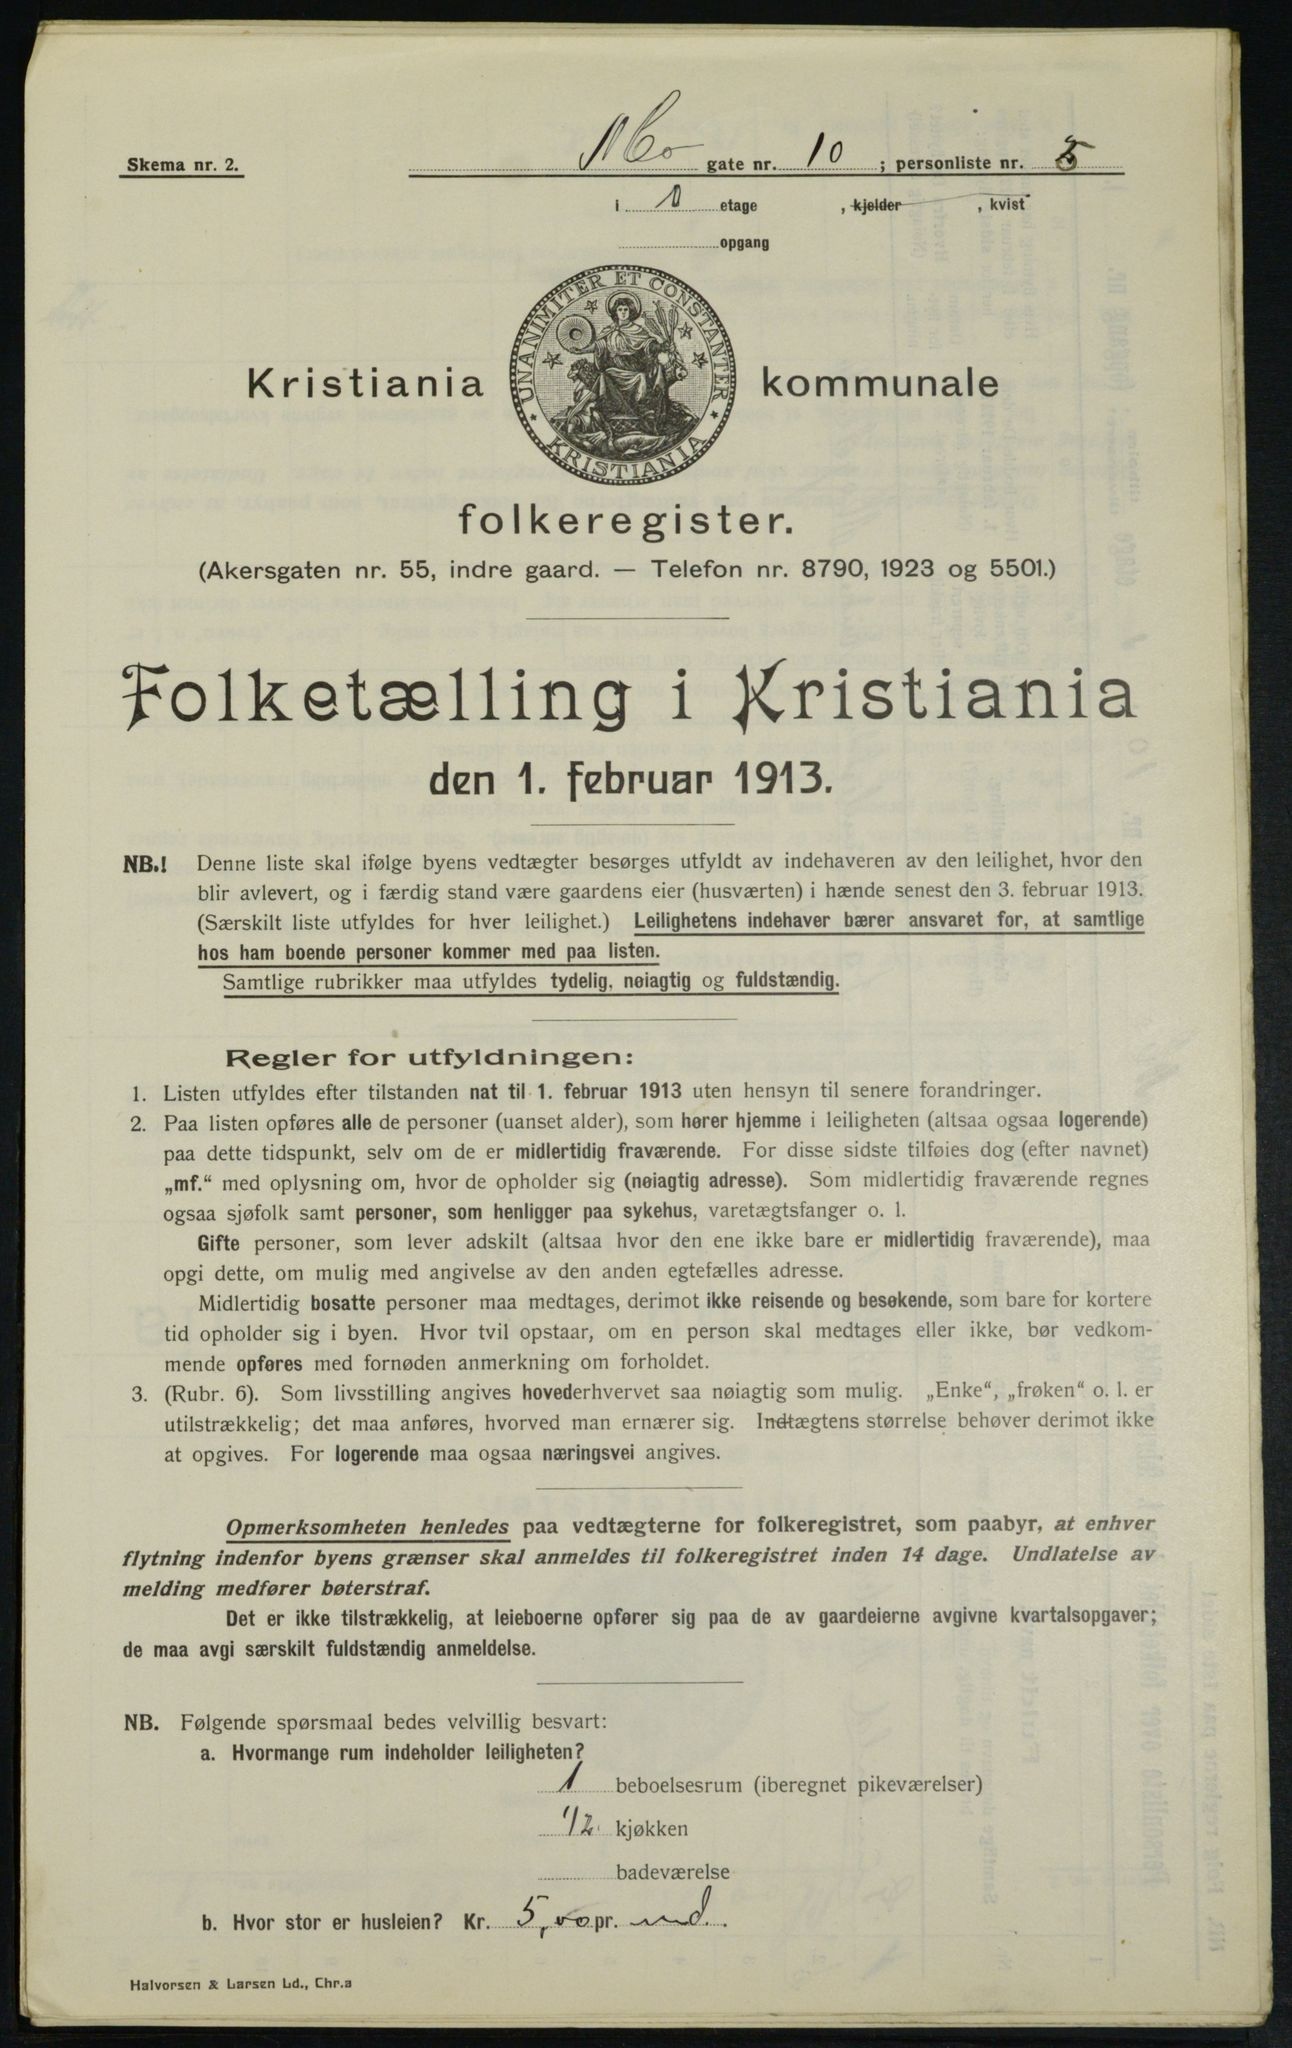 Skema nr. 2.
Mo gate nr. 10 ; personliste nr. 5
i 1 etage , kjelder , kvist
opgang
UNANIMITER ET CONSTANTER
KRISTIANIA
Kristiania kommunale
folkeregister.
(Akersgaten nr. 55, indre gaard. — Telefon nr. 8790, 1923 og 5501.)
Folketælling i Kristiania
den 1. februar 1913.
NB.! Denne liste skal ifølge byens vedtægter besørges utfyldt av indehaveren av den leilighet, hvor den
blir avlevert, og i færdig stand være gaardens eier (husværten) i hænde senest den 3. februar 1913.
(Særskilt liste utfyldes for hver leilighet.) Leilighetens indehaver bærer ansvaret for, at samtlige
hos ham boende personer kommer med paa listen.
Samtlige rubrikker maa utfyldes tydelig, nøiagtig og fuldstændig.
Regler for utfyldningen:
1. Listen utfyldes efter tilstanden nat til 1. februar 1913 uten hensyn til senere forandringer.
2. Paa listen opføres alle de personer (uanset alder), som hører hjemme i leiligheten (altsaa ogsaa logerende)
paa dette tidspunkt, selv om de er midlertidig fraværende. For disse sidste tilføies dog (efter navnet)
„mf.“ med oplysning om, hvor de opholder sig (nøiagtig adresse). Som midlertidig fraværende regnes
ogsaa sjøfolk samt personer, som henligger paa sykehus, varetægtsfanger o. l.
Gifte personer, som lever adskilt (altsaa hvor den ene ikke bare er midlertidig fraværende), maa
opgi dette, om mulig med angivelse av den anden egtefælles adresse.
Midlertidig bosatte personer maa medtages, derimot ikke reisende og besøkende, som bare for kortere
tid opholder sig i byen. Hvor tvil opstaar, om en person skal medtages eller ikke, bør vedkom-
mende opføres med fornøden anmerkning om forholdet.
3. (Rubr. 6). Som livsstilling angives hovederhvervet saa nøiagtig som mulig. „Enke“, „frøken“ o. l. er
utilstrækkelig; det maa anføres, hvorved man ernærer sig. Indtægtens størrelse behøver derimot ikke
at opgives. For logerende maa ogsaa næringsvei angives.
Opmerksomheten henledes paa vedtægterne for folkeregistret, som paabyr, at enhver
flytning indenfor byens grænser skal anmeldes til folkeregistret inden 14 dage. Undlatelse av
melding medfører bøterstraf.
Det er ikke tilstrækkelig, at leieboerne opfører sig paa de av gaardeierne avgivne kvartalsopgaver;
de maa avgi særskilt fuldstændig anmeldelse.
NB. Følgende spørsmaal bedes velvillig besvart:
a. Hvormange rum indeholder leiligheten?
1 beboelsesrum (iberegnet pikeværelser)
1/2 kjøkken
badeværelse
b. Hvor stor er husleien? Kr. 5,00 pr. md.
Halvorsen & Larsen Ld., Chr.a